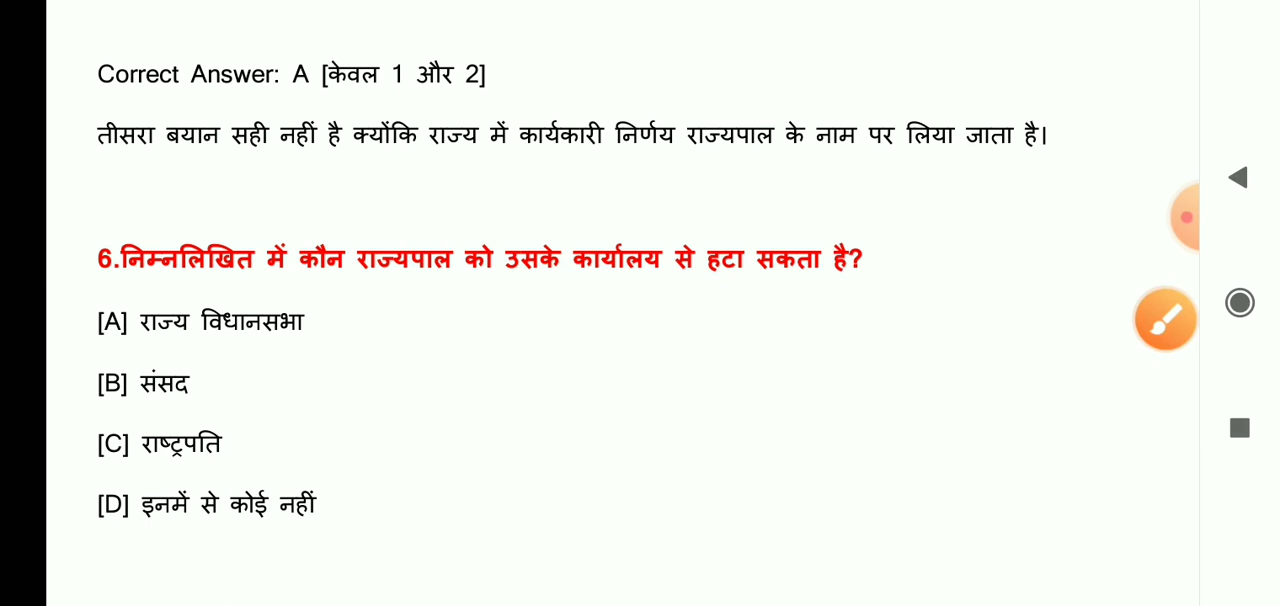 Correct Answer: A [केवल 1 और 2]
तीसरा बयान सही नहीं है क्योंकि राज्य में कार्यकारी निर्णय राज्यपाल के नाम पर लिया जाता है।
6.निम्नलिखित में कौन राज्यपाल को उसके कार्यालय से हटा सकता है?
[A] राज्य विधानसभा
[B] संसद
[C] राष्ट्रपति
[D] इनमें से कोई नहीं